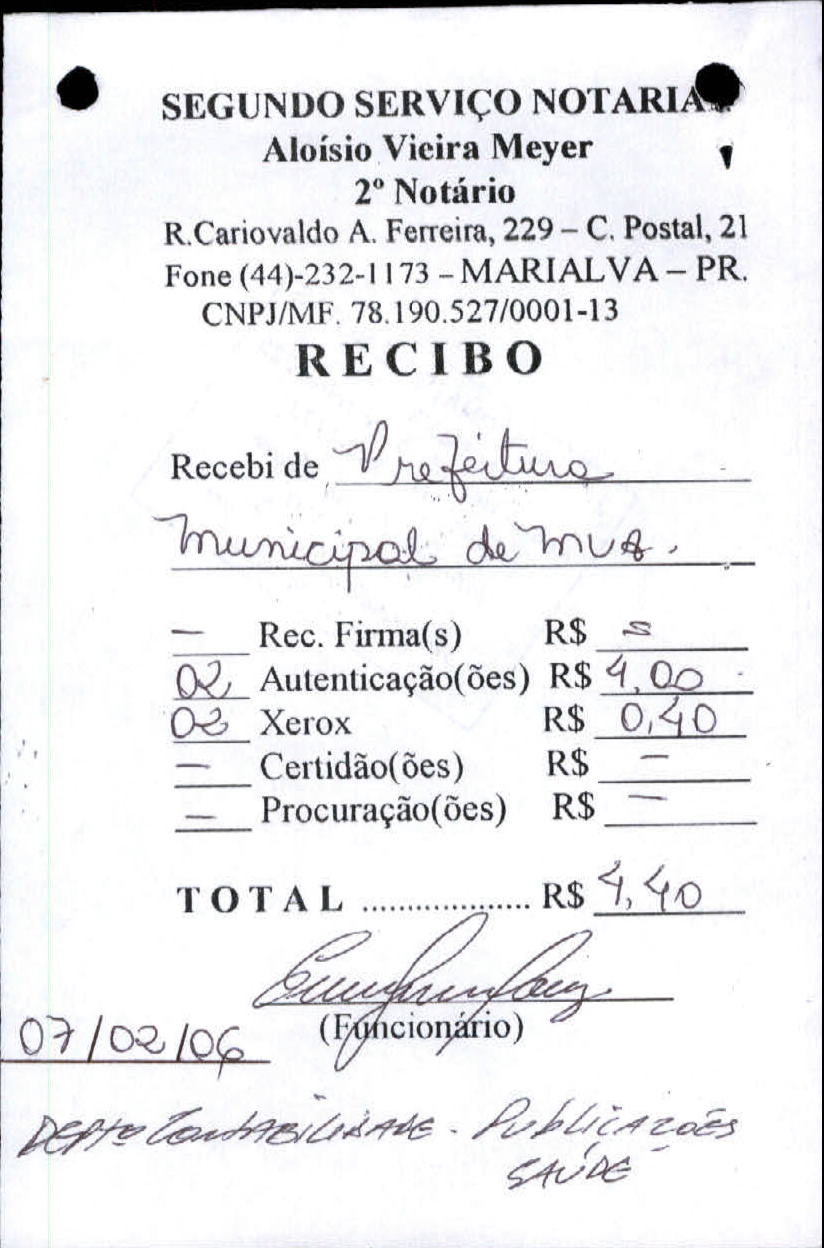 SEGUNDO SERVIÇO NOTARIAL
Aloísio Vieira Meyer
2º Notário
R.Cariovaldo A. Ferreira, 229 – C. Postal, 21
Fone (44)-232-1173 – MARIALVA – PR.
CNPJ/MF. 78.190.527/0001-13
RECIBO
Recebi de Prefeitura
Municipal de Mva.
— Rec. Firma(s) R$
02 Autenticação(ões) R$ 4,00
02 Xerox R$ 0,40
— Certidão(ões) R$ —
— Procuração(ões) R$ —
TOTAL .................... R$ 4,40
(Funcionário)
07/02/06
DEPTO CONTABILIDADE - PUBLICAÇÕES
SAÚDE